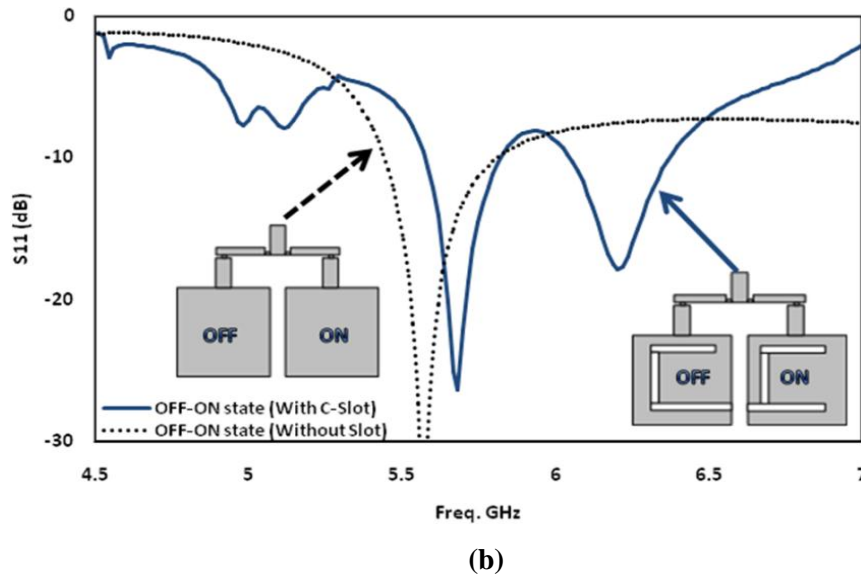 0
-10
-20
-30
S11 (dB)
OFF
ON
OFF
ON
OFF-ON state (With C-Slot)
OFF-ON state (Without Slot)
4.5
5
5.5
6
6.5
7
Freq. GHz
(b)